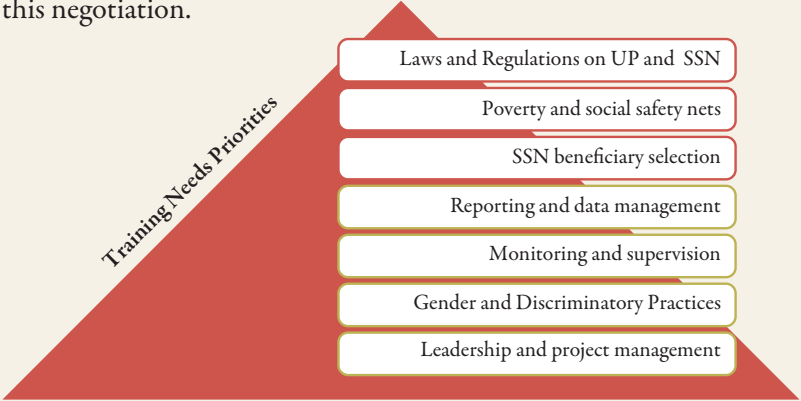 this negotiation.
Training Needs Priorities
Laws and Regulations on UP and SSN
Poverty and social safety nets
SSN beneficiary selection
Reporting and data management
Monitoring and supervision
Gender and Discriminatory Practices
Leadership and project management